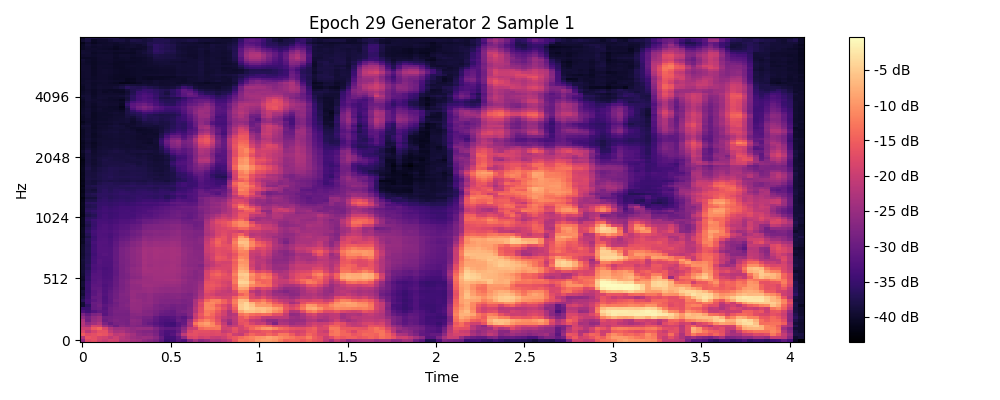 Epoch 29 Generator 2 Sample 1
Hz
4096
2048
1024
512
0
0 0.5 1 1.5 2 2.5 3 3.5 4
Time
-5 dB
-10 dB
-15 dB
-20 dB
-25 dB
-30 dB
-35 dB
-40 dB